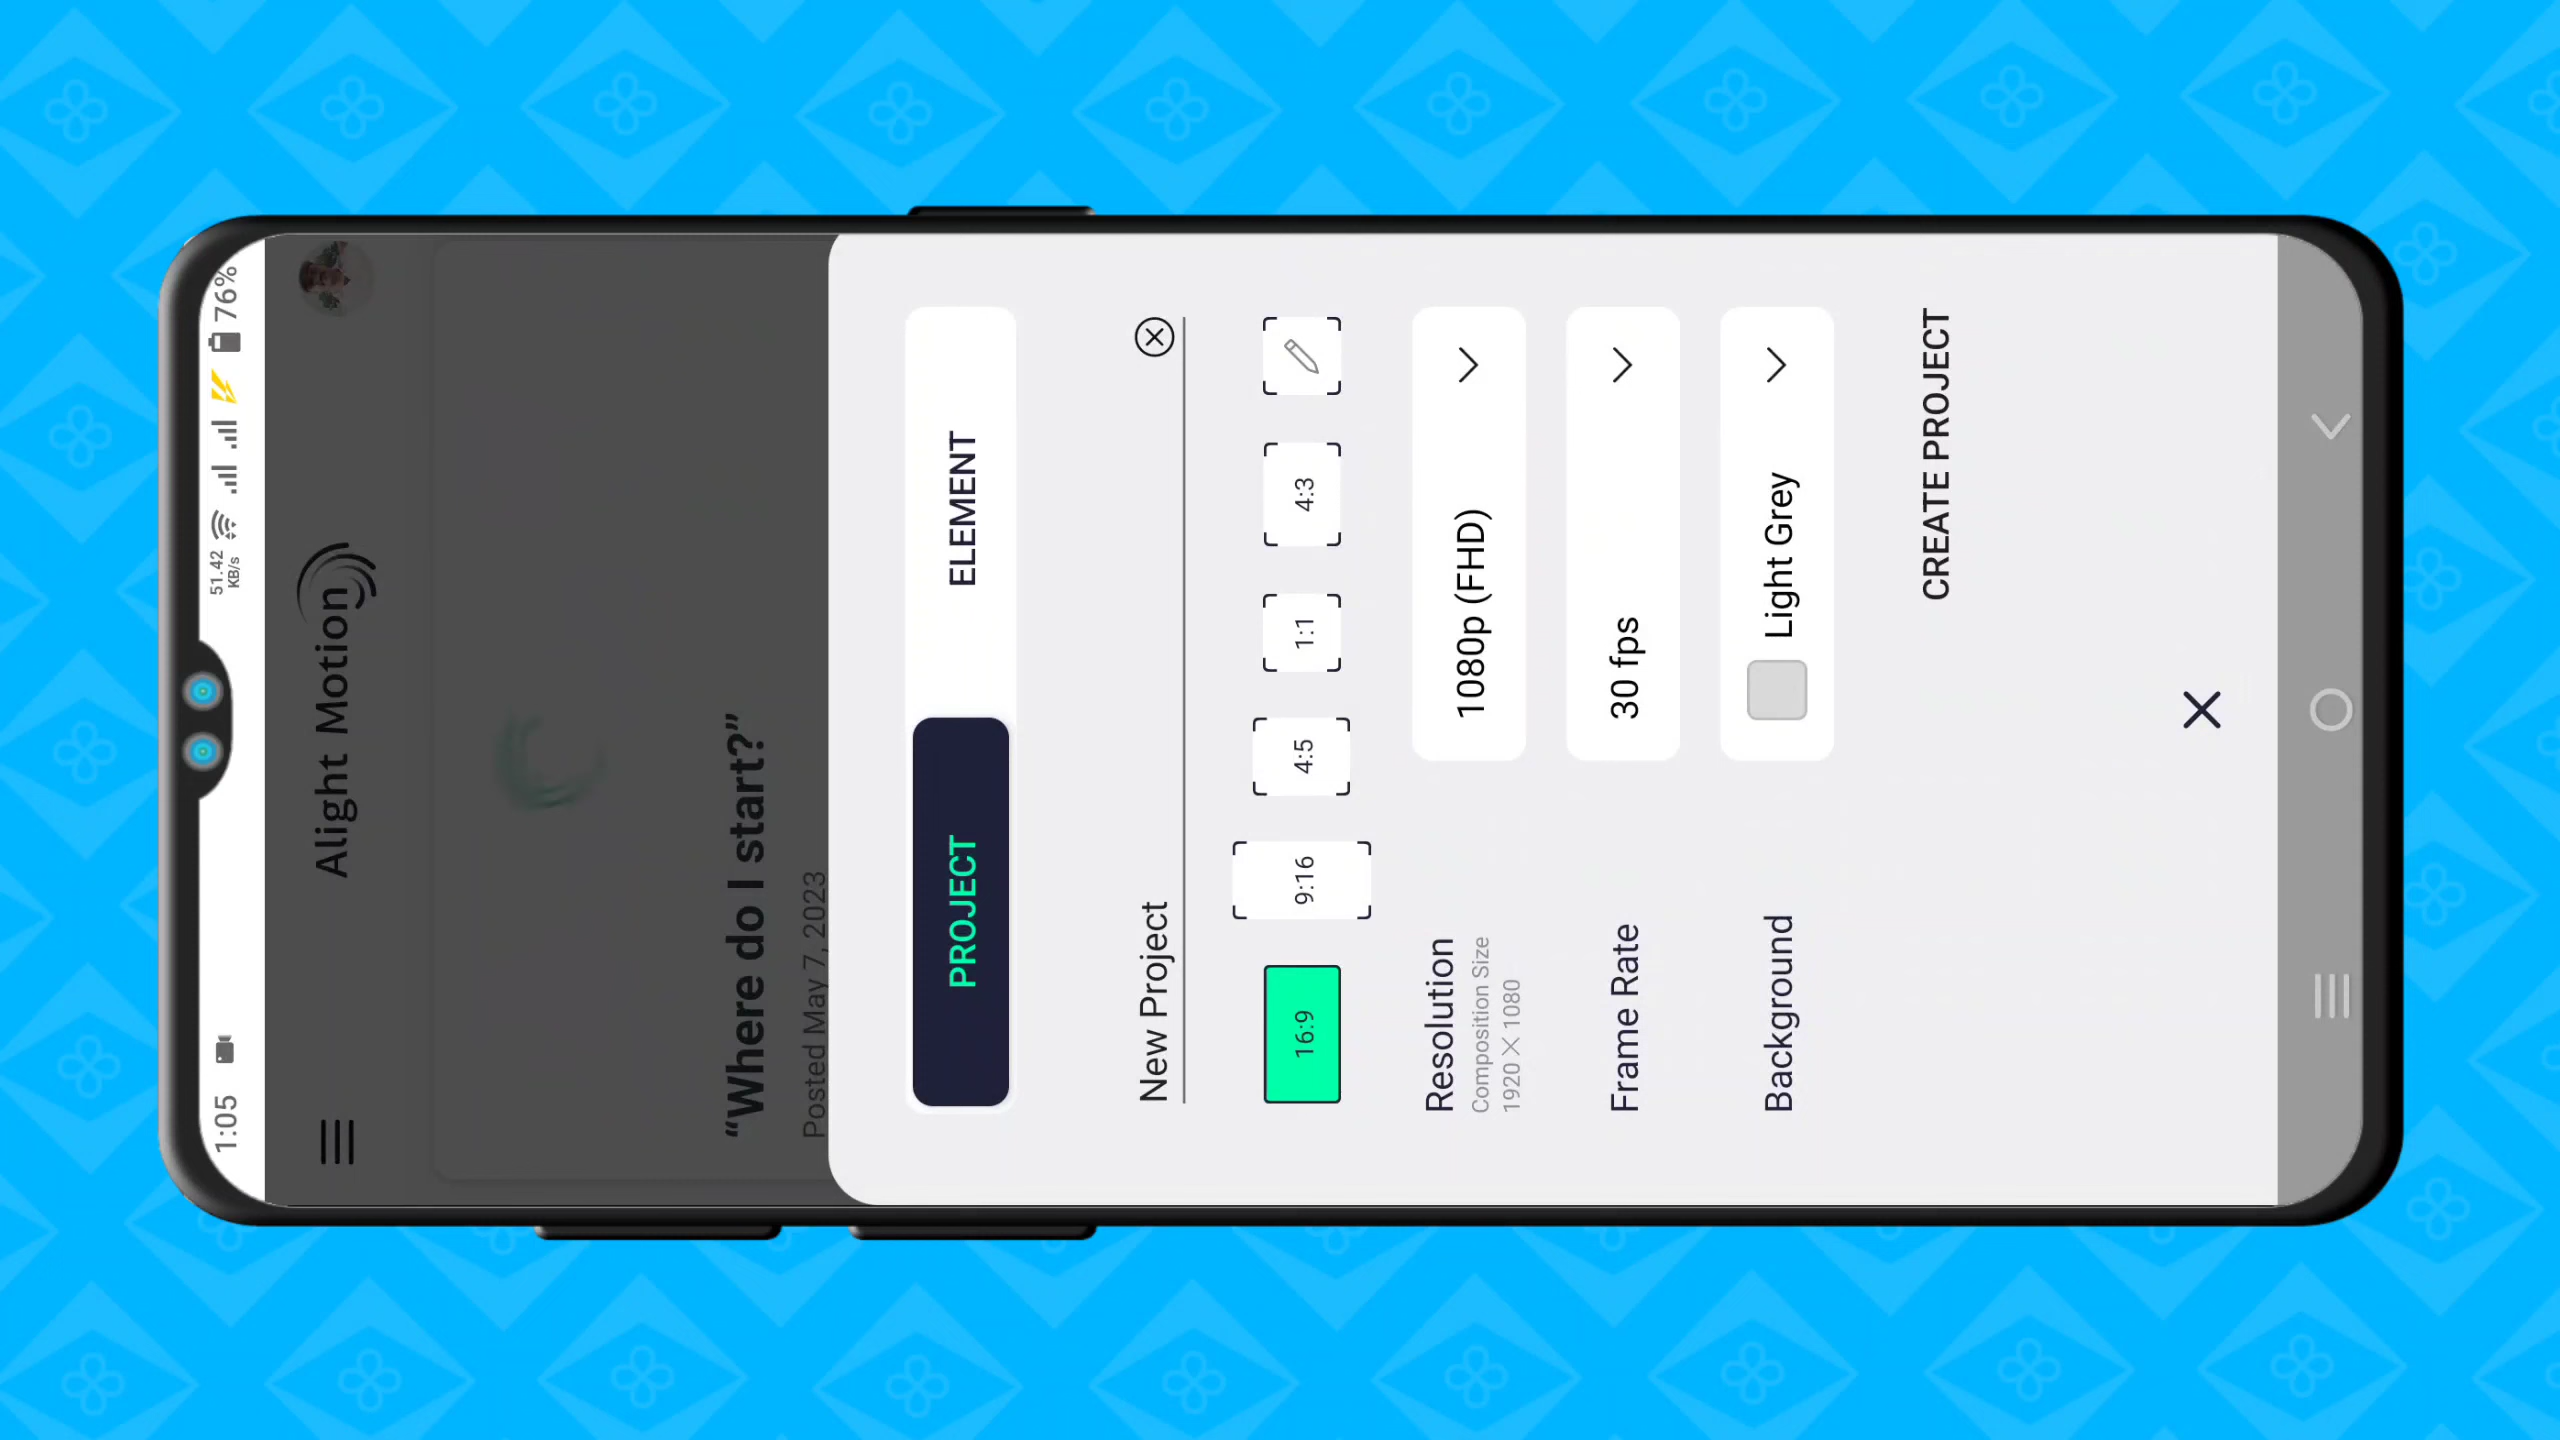 1:05
51.42
KB/s
76%
Alight Motion
“Where do I start?”
Posted May 7, 2023
PROJECT
ELEMENT
New Project
16:9
9:16
4:5
1:1
4:3
Resolution
Composition Size
1920 X 1080
1080p (FHD)
Frame Rate
30 fps
Background
Light Grey
CREATE PROJECT